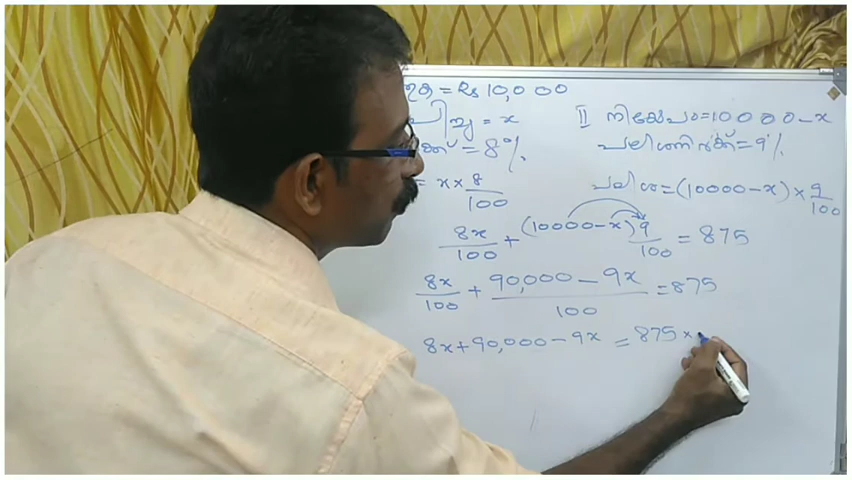 തുക = Rs 10,000
= x
II നിക്ഷേപം = 10000 - x
= 8%
പലിശനിരക്ക് = 9%
= x × 8/100
പലിശ = (10000 - x) × 9/100
8x/100 + (10000 - x) 9/100 = 875
8x/100 + 90,000 - 9x/100 = 875
8x + 90,000 - 9x = 875 ×